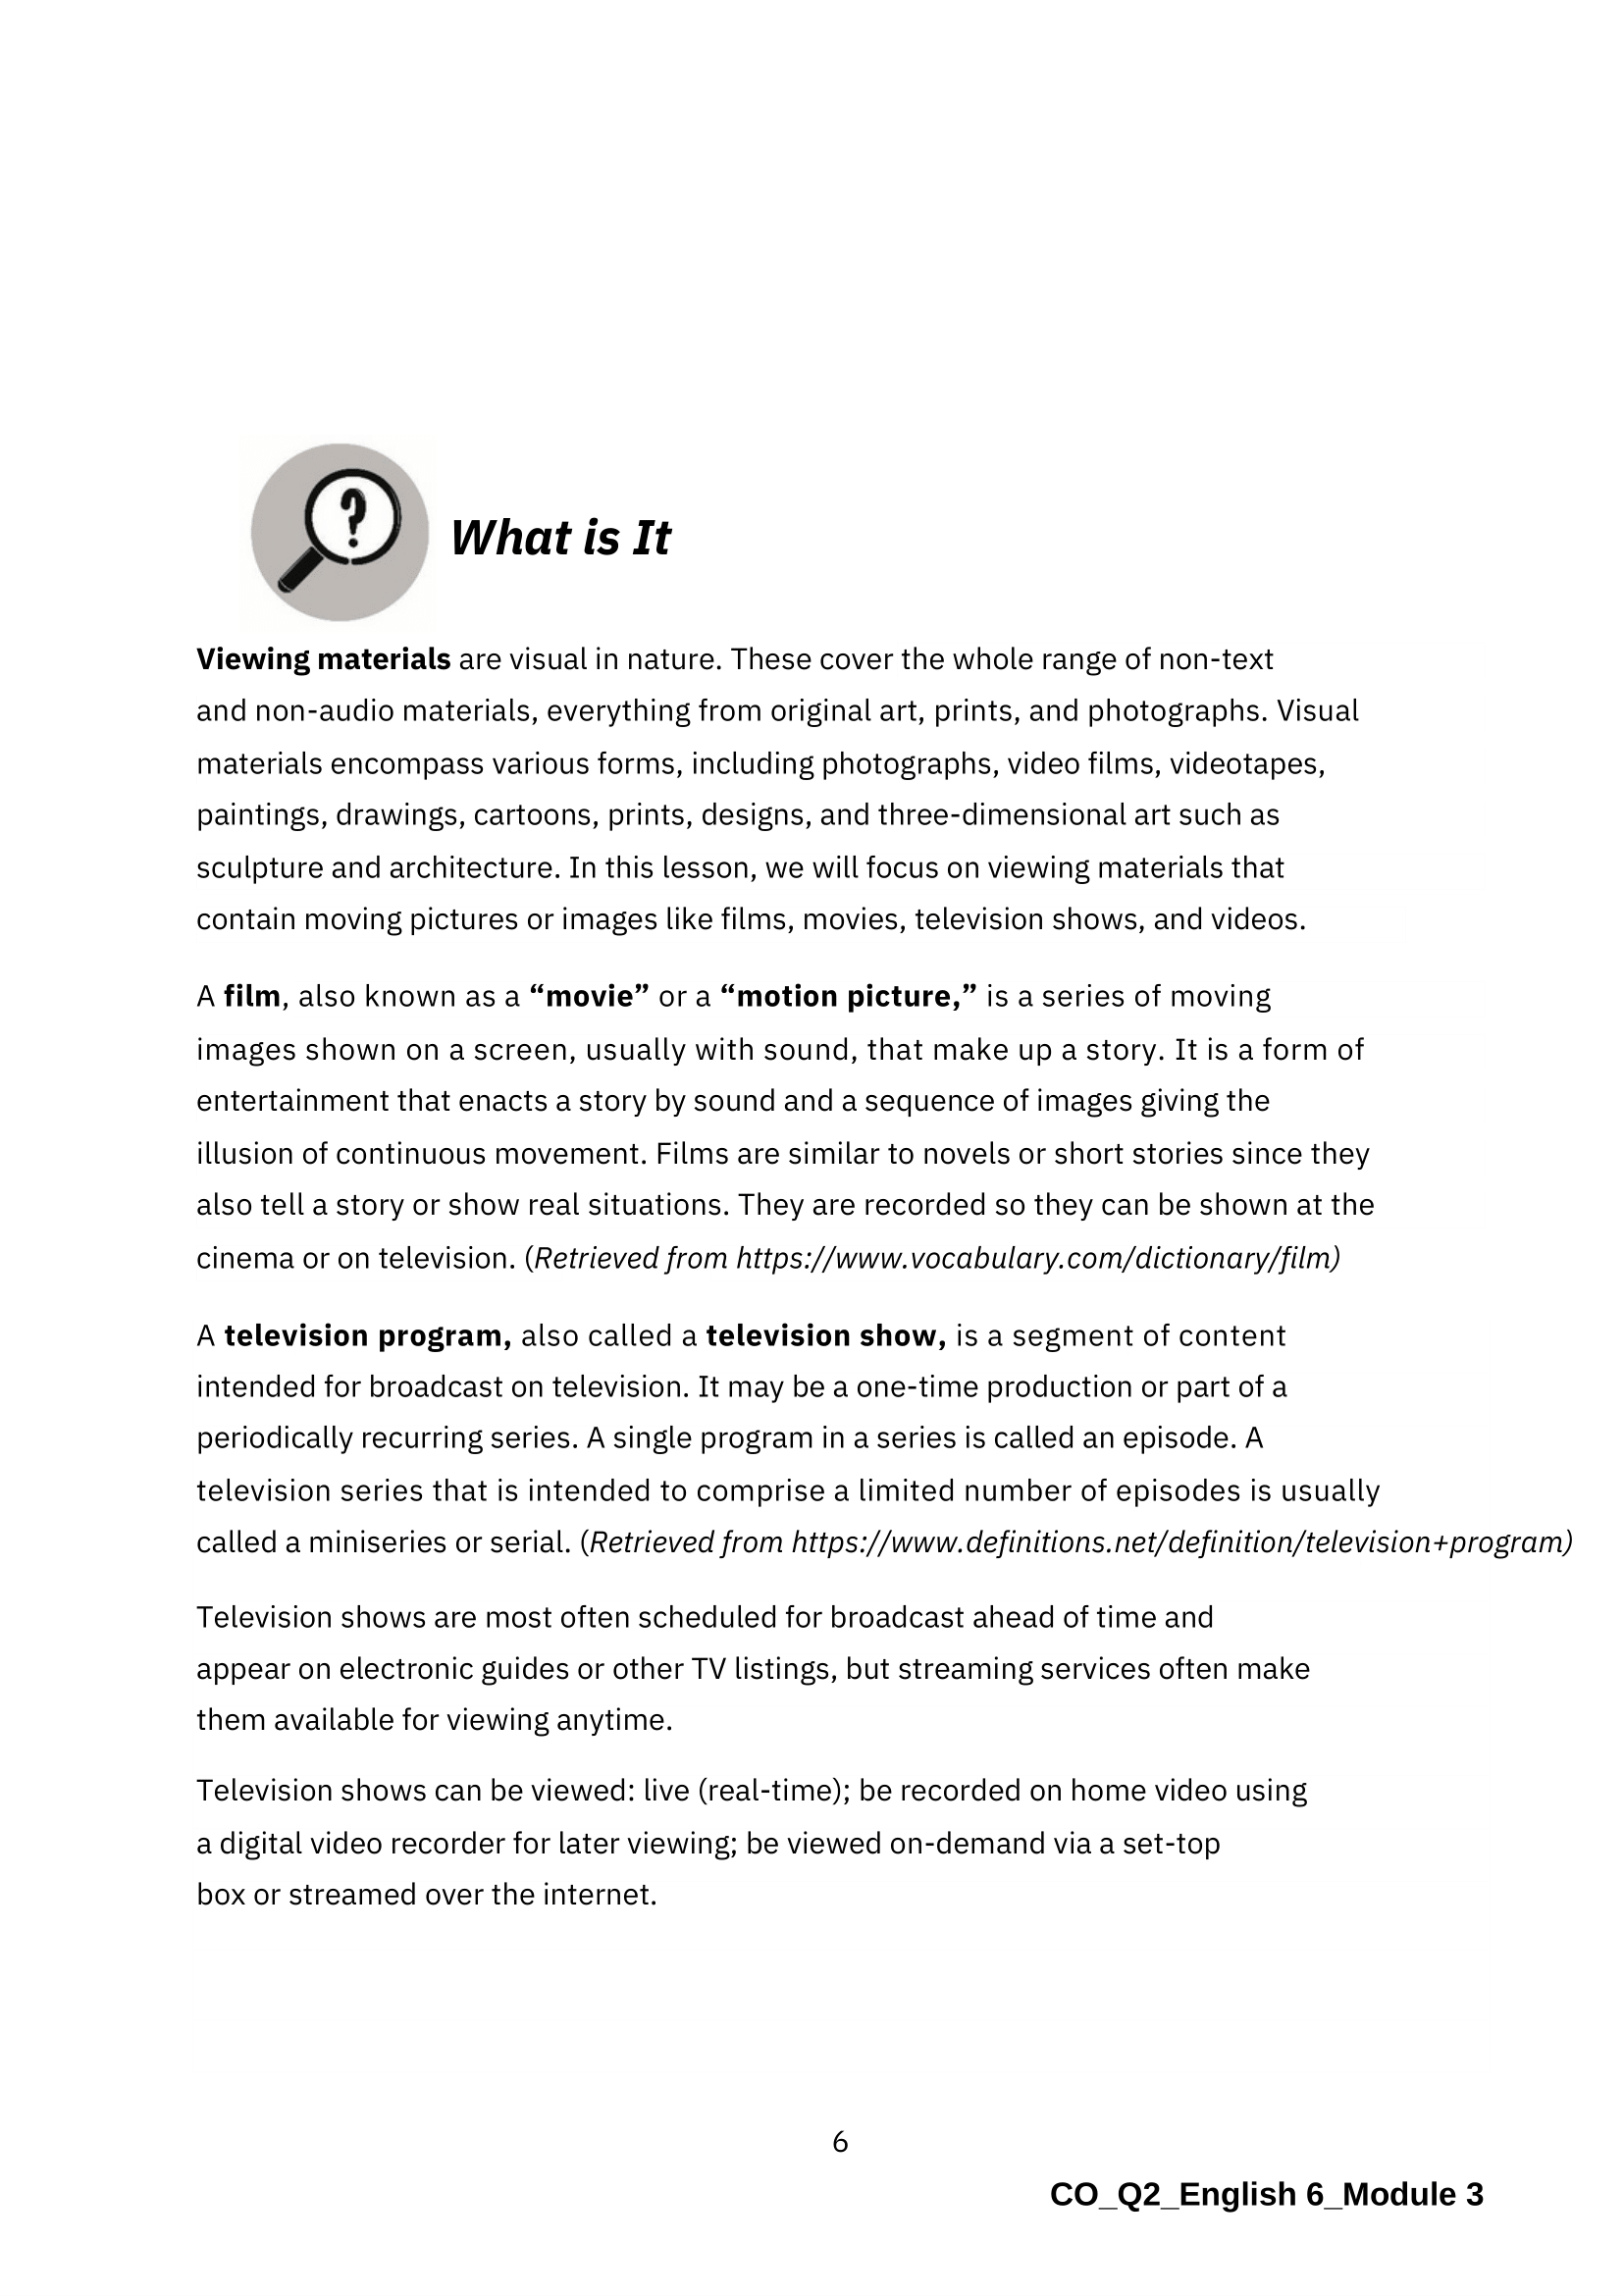 What is It
Viewing materials are visual in nature. These cover the whole range of non-text
and non-audio materials, everything from original art, prints, and photographs. Visual
materials encompass various forms, including photographs, video films, videotapes,
paintings, drawings, cartoons, prints, designs, and three-dimensional art such as
sculpture and architecture. In this lesson, we will focus on viewing materials that
contain moving pictures or images like films, movies, television shows, and videos.
A film, also known as a “movie” or a “motion picture,” is a series of moving
images shown on a screen, usually with sound, that make up a story. It is a form of
entertainment that enacts a story by sound and a sequence of images giving the
illusion of continuous movement. Films are similar to novels or short stories since they
also tell a story or show real situations. They are recorded so they can be shown at the
cinema or on television. (Retrieved from https://www.vocabulary.com/dictionary/film)
A television program, also called a television show, is a segment of content
intended for broadcast on television. It may be a one-time production or part of a
periodically recurring series. A single program in a series is called an episode. A
television series that is intended to comprise a limited number of episodes is usually
called a miniseries or serial. (Retrieved from https://www.definitions.net/definition/television+program)
Television shows are most often scheduled for broadcast ahead of time and
appear on electronic guides or other TV listings, but streaming services often make
them available for viewing anytime.
Television shows can be viewed: live (real-time); be recorded on home video using
a digital video recorder for later viewing; be viewed on-demand via a set-top
box or streamed over the internet.
6
CO_Q2_English 6_Module 3